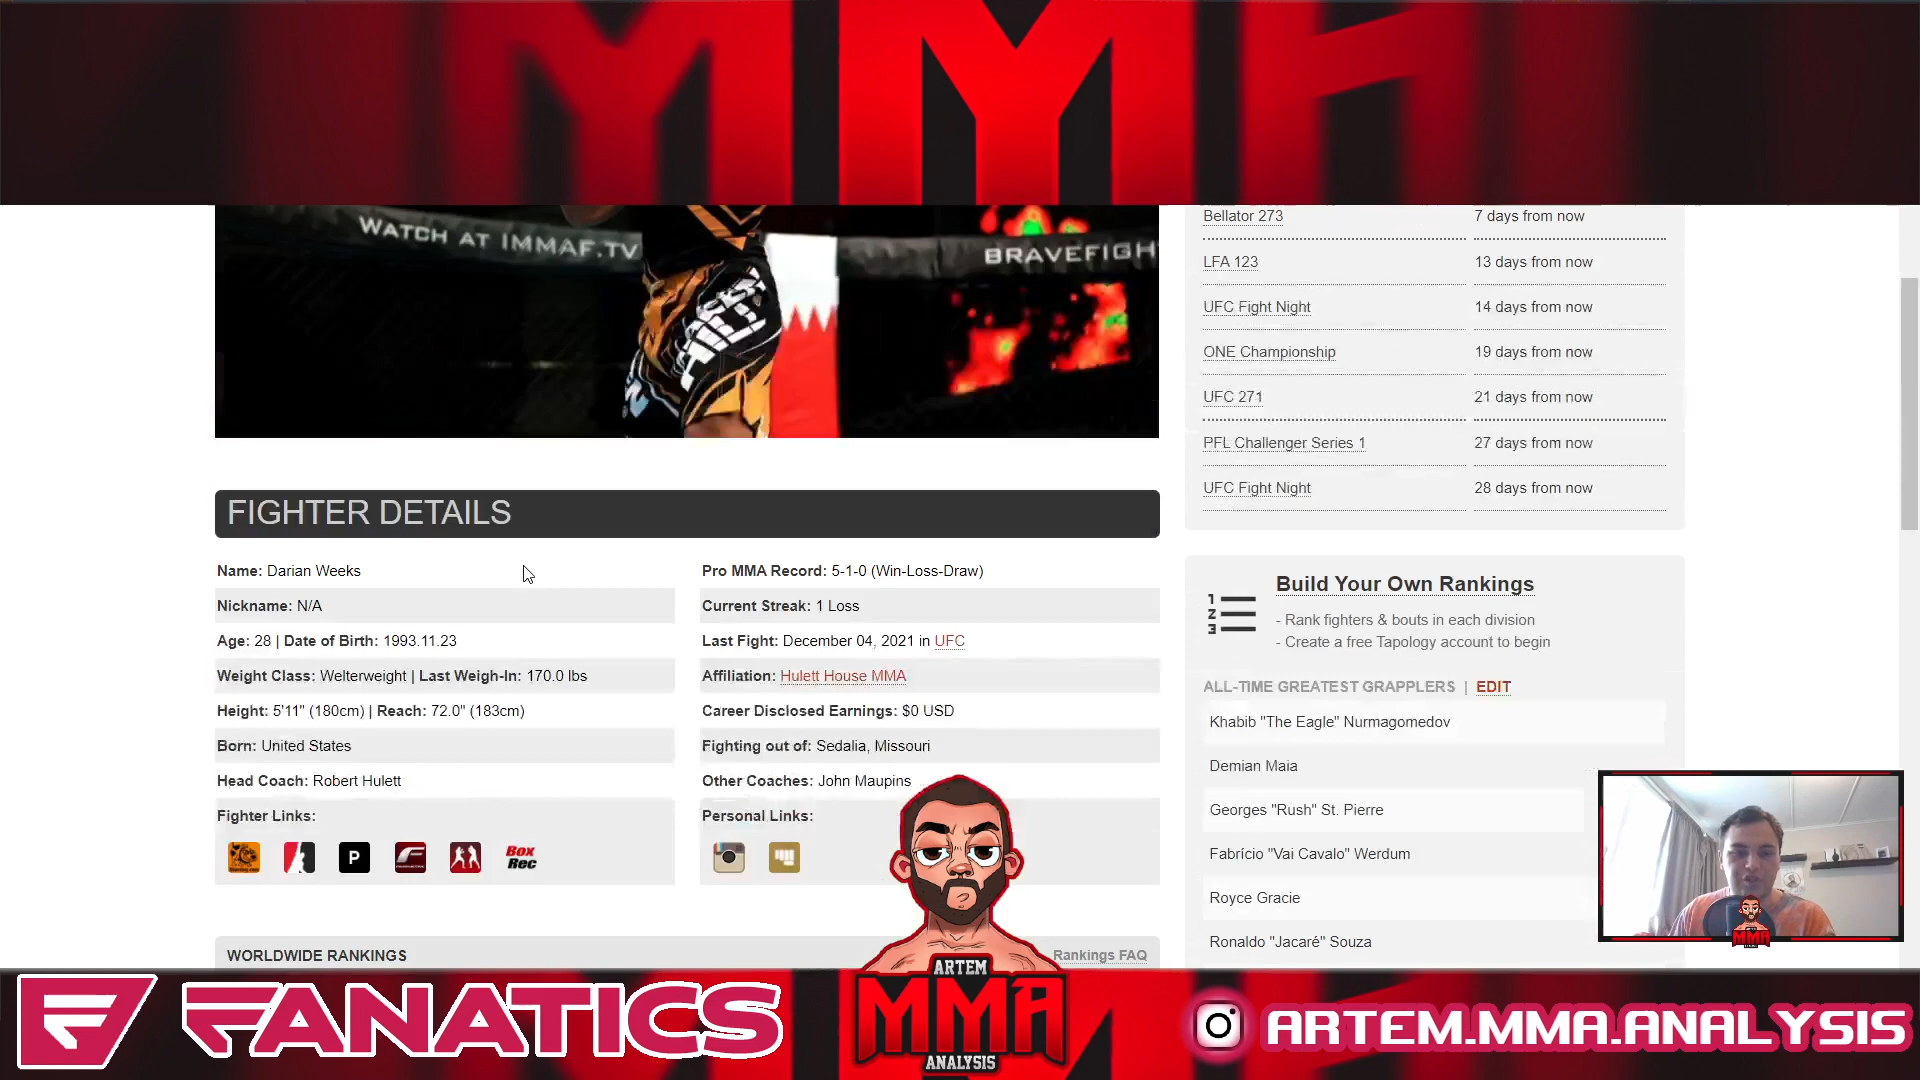 MMA
WATCH AT IMMAF.TV
BRAVEFIGH
Bellator 273 7 days from now
LFA 123 13 days from now
UFC Fight Night 14 days from now
ONE Championship 19 days from now
UFC 271 21 days from now
PFL Challenger Series 1 27 days from now
UFC Fight Night 28 days from now
FIGHTER DETAILS
Name: Darian Weeks
Nickname: N/A
Age: 28 | Date of Birth: 1993.11.23
Weight Class: Welterweight | Last Weigh-In: 170.0 lbs
Height: 5'11" (180cm) | Reach: 72.0" (183cm)
Born: United States
Head Coach: Robert Hulett
Fighter Links:
P
Box
Rec
Pro MMA Record: 5-1-0 (Win-Loss-Draw)
Current Streak: 1 Loss
Last Fight: December 04, 2021 in UFC
Affiliation: Hulett House MMA
Career Disclosed Earnings: $0 USD
Fighting out of: Sedalia, Missouri
Other Coaches: John Maupins
Personal Links:
WORLDWIDE RANKINGS
Rankings FAQ
1
2
3
Build Your Own Rankings
- Rank fighters & bouts in each division
- Create a free Tapology account to begin
ALL-TIME GREATEST GRAPPLERS | EDIT
Khabib "The Eagle" Nurmagomedov
Demian Maia
Georges "Rush" St. Pierre
Fabrício "Vai Cavalo" Werdum
Royce Gracie
Ronaldo "Jacaré" Souza
MMA
FANATICS
ARTEM
MMA
ANALYSIS
ARTEM.MMA.ANALYSIS